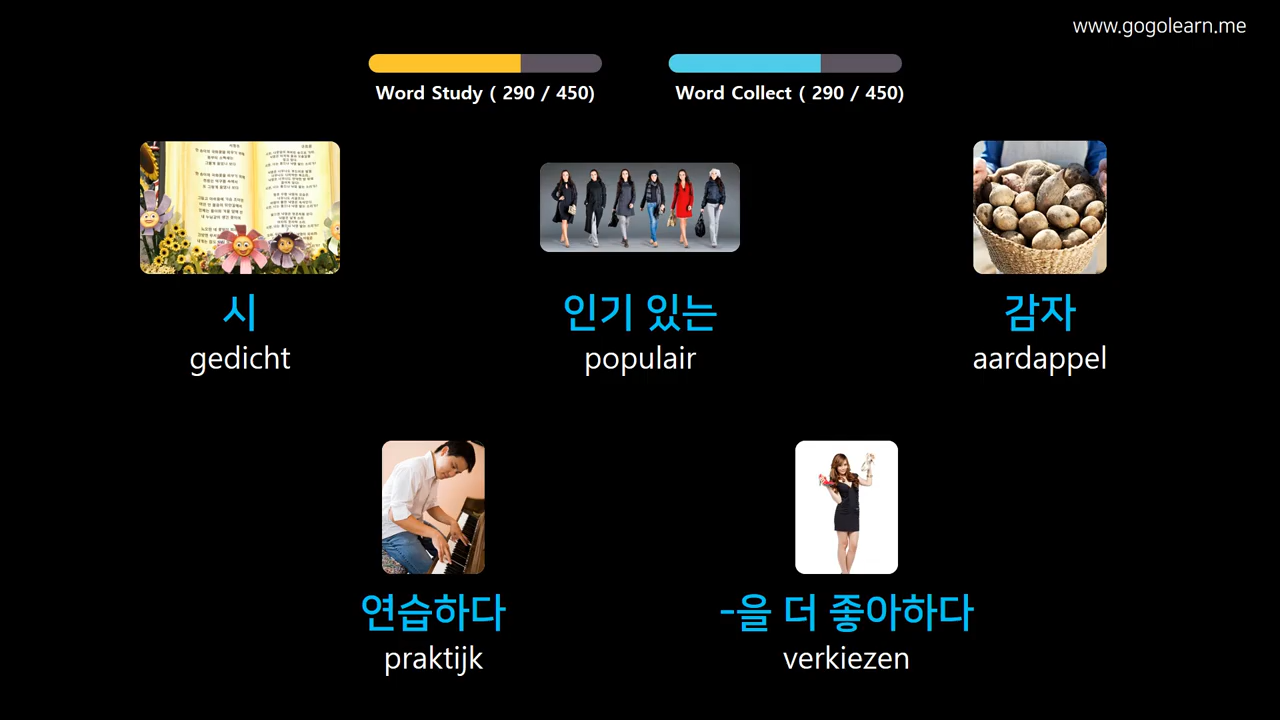 www.gogolearn.me
Word Study ( 290 / 450)
Word Collect ( 290 / 450)
시
gedicht
인기 있는
populair
감자
aardappel
연습하다
praktijk
-을 더 좋아하다
verkiezen